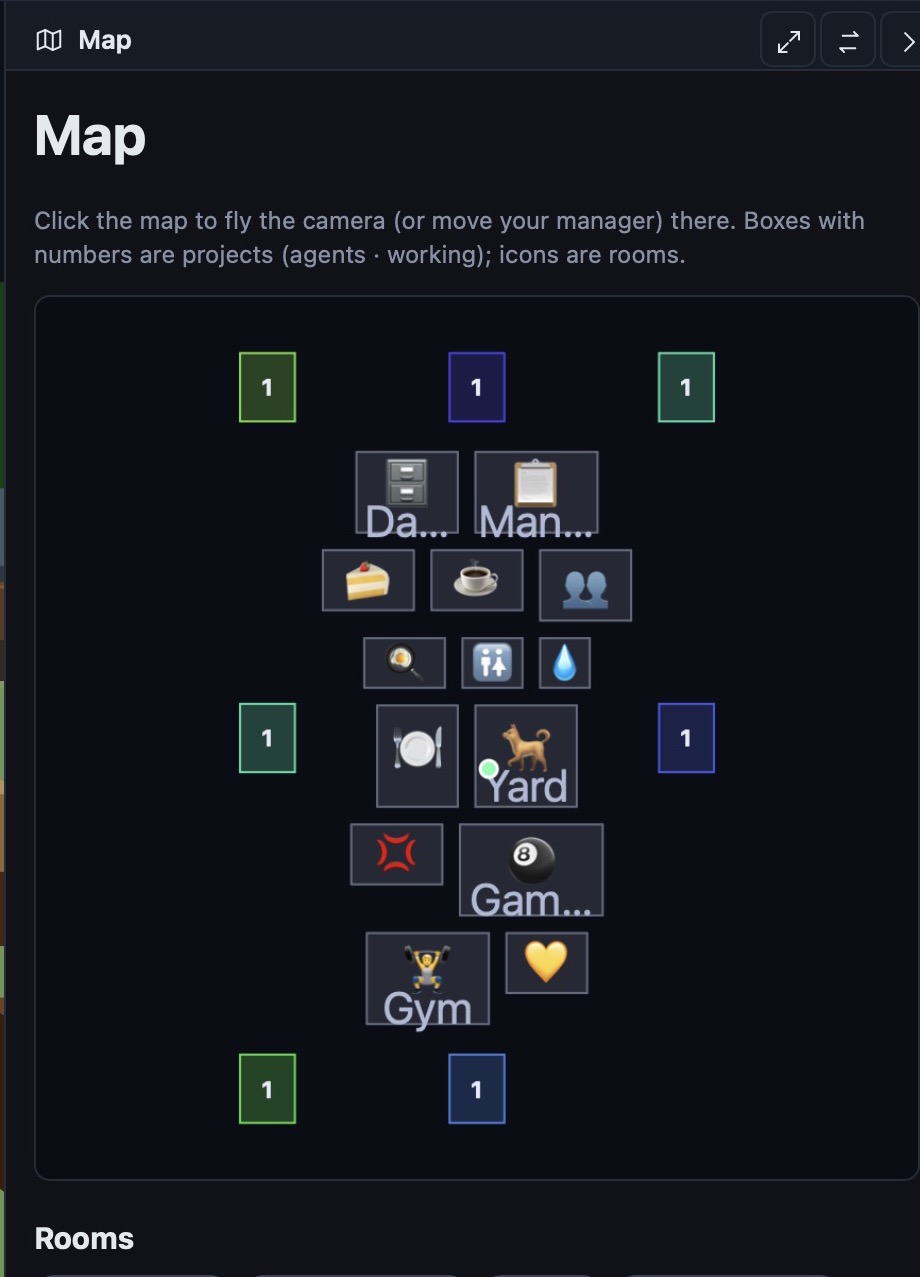 Map
Map
Click the map to fly the camera (or move your manager) there. Boxes with
numbers are projects (agents · working); icons are rooms.
1 1 1
Da... Man...
1 1
Yard
8
Gam...
Gym
1 1
Rooms